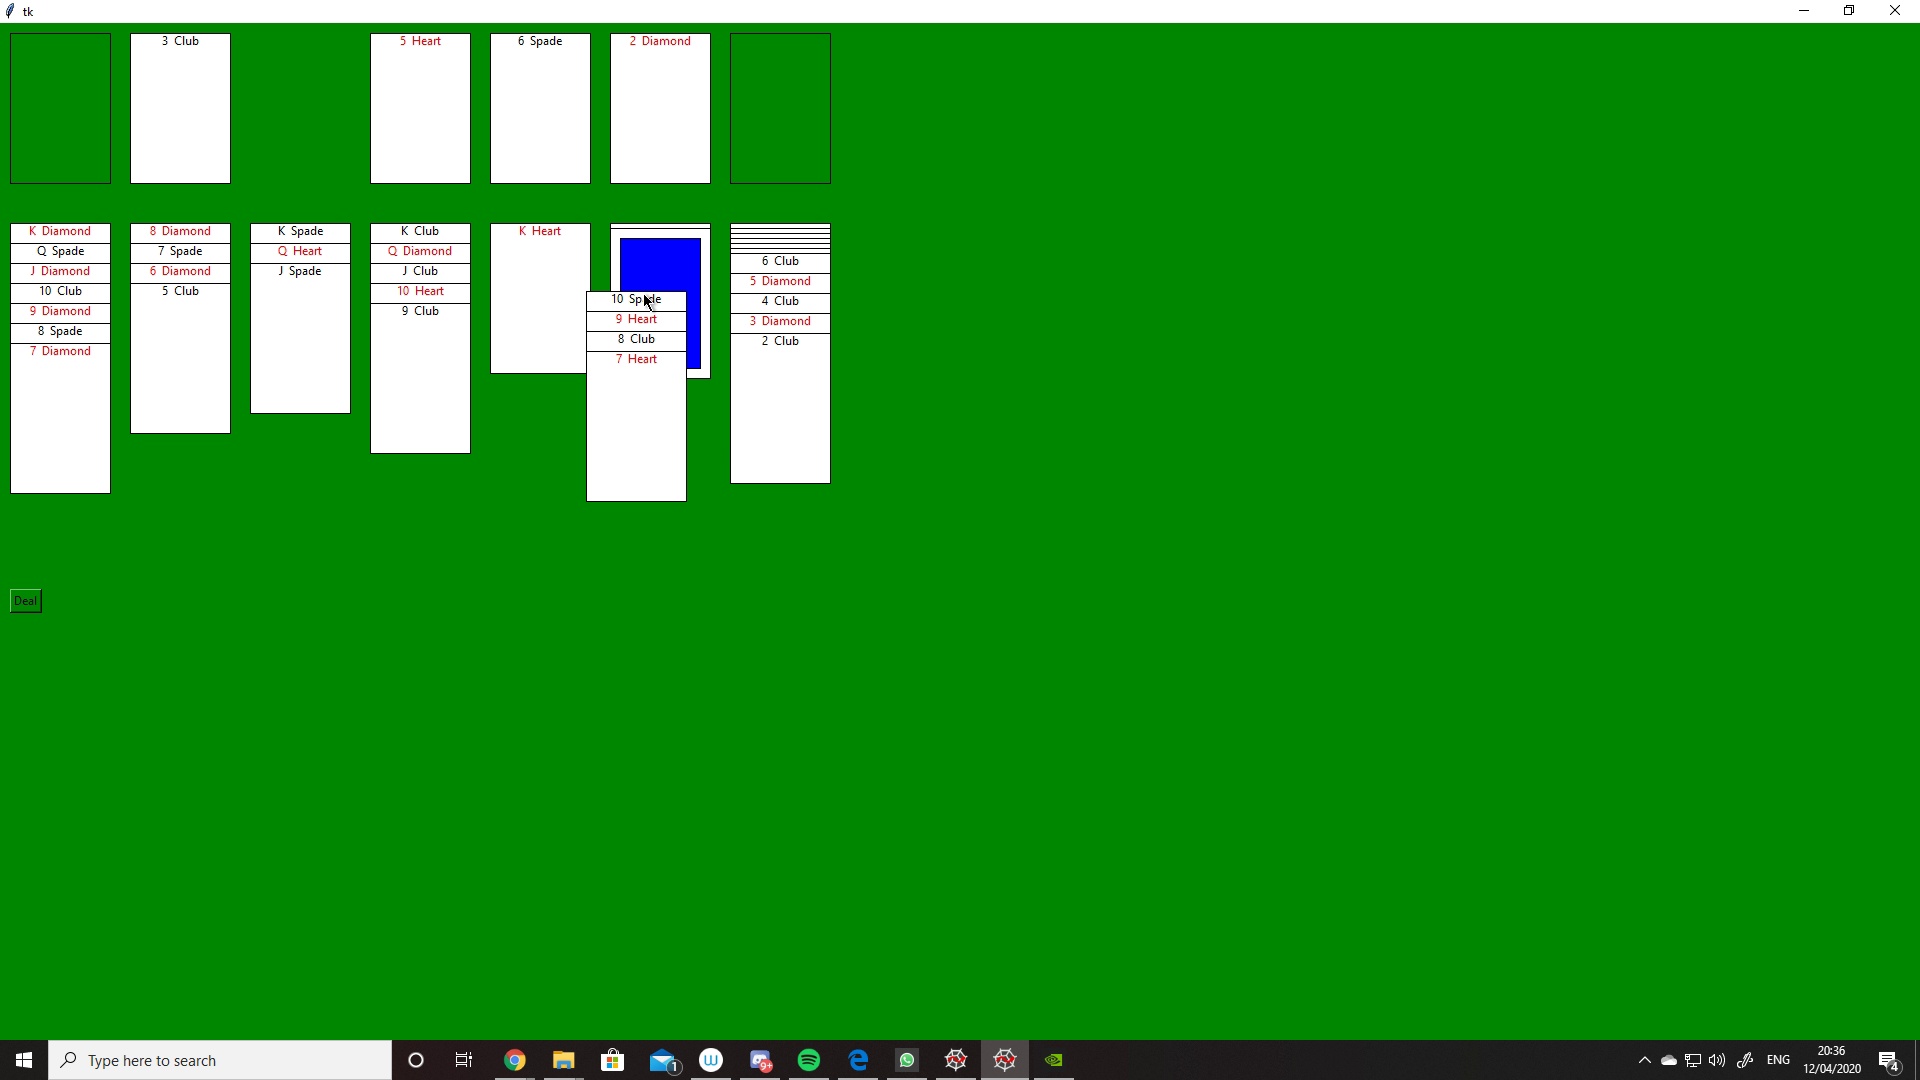 tk
3 Club
5 Heart
6 Spade
2 Diamond
K Diamond
Q Spade
J Diamond
10 Club
9 Diamond
8 Spade
7 Diamond
8 Diamond
7 Spade
6 Diamond
5 Club
K Spade
Q Heart
J Spade
K Club
Q Diamond
J Club
10 Heart
9 Club
K Heart
10 Spade
9 Heart
8 Club
7 Heart
6 Club
5 Diamond
4 Club
3 Diamond
2 Club
Deal
Type here to search
1
W
9+
ENG
20:36
12/04/2020
4